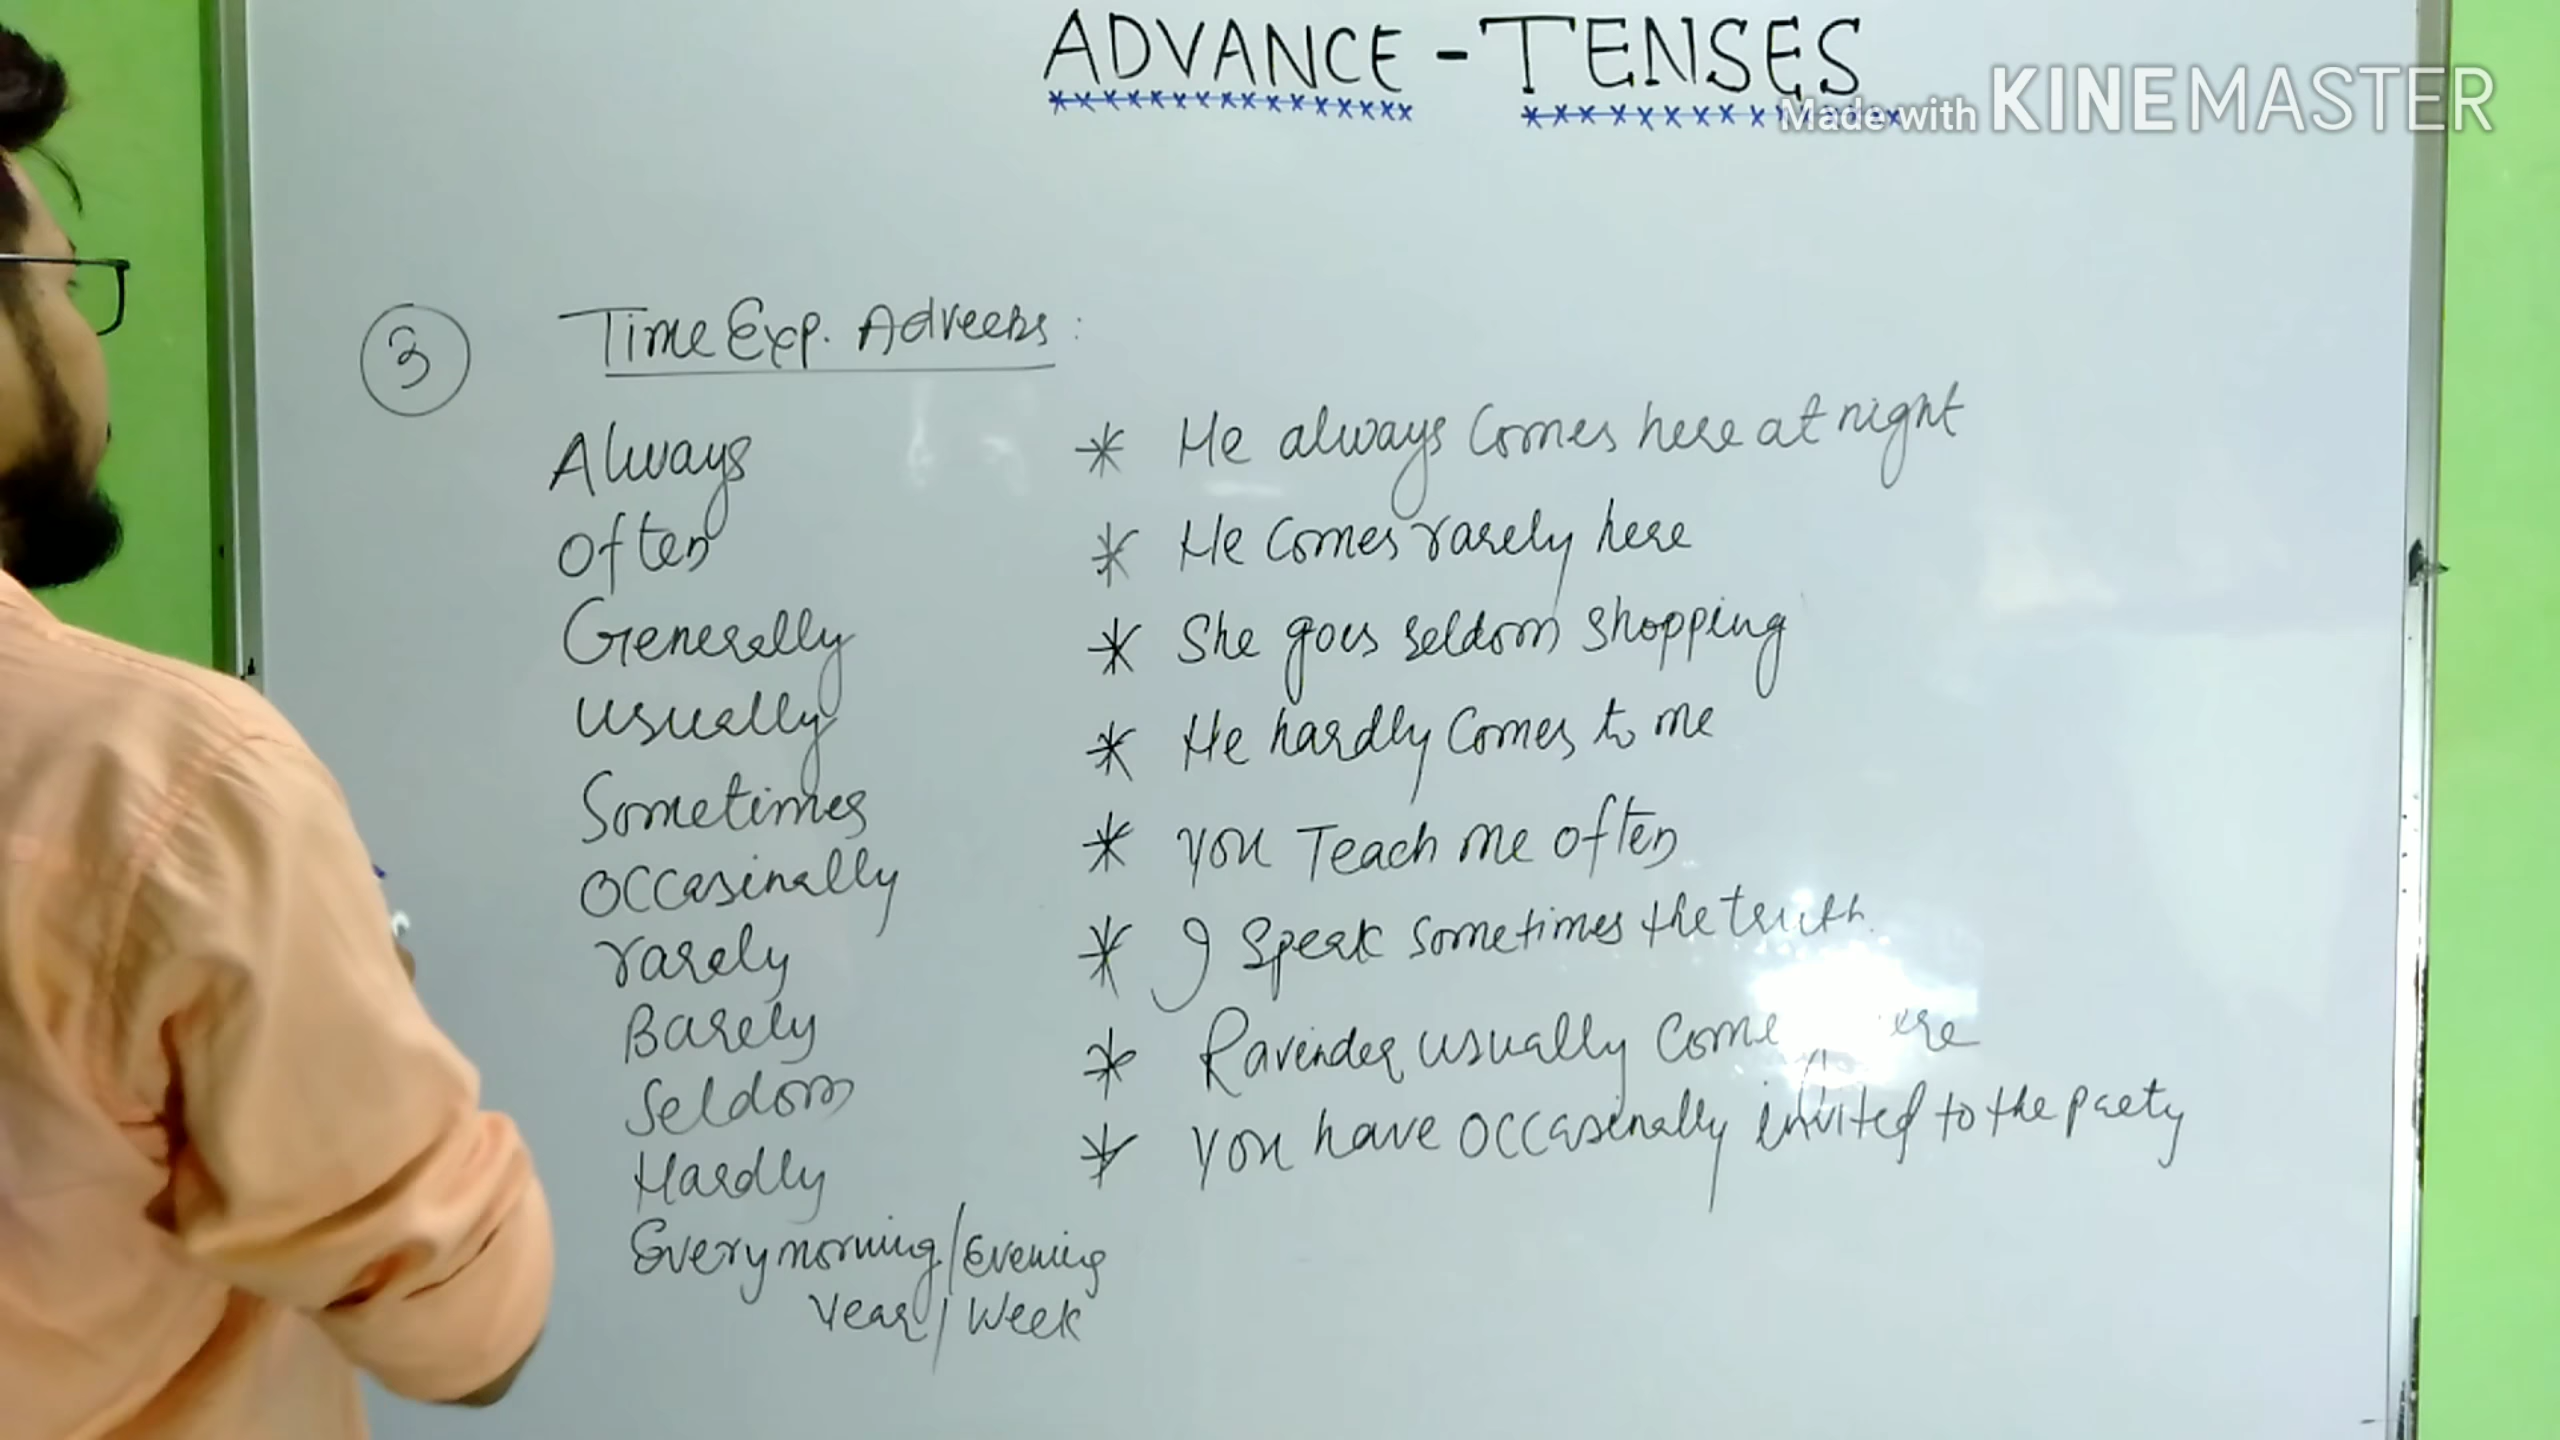 ADVANCE - TENSES
Made with KINEMASTER
3 Time Exp. Adverbs:
Always
Often
Generally
Usually
Sometimes
Occasinally
rarely
Barely
Seldom
Hardly
Every morning/Evening
Year/Week
* He always Comes here at night
* He Comes rarely here
* She goes seldom shopping
* He hardly Comes to me
* you Teach me often
* I Speak sometimes the truth.
* Ravinder usually
* you have occasinally invited to the party